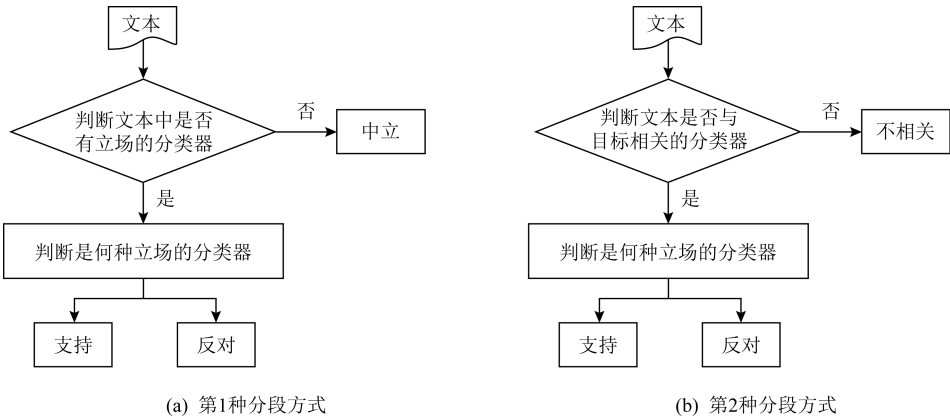 文本
判断文本中是否
有立场的分类器
否
中立
是
判断是何种立场的分类器
支持
反对
(a) 第1种分段方式
文本
判断文本是否与
目标相关的分类器
否
不相关
是
判断是何种立场的分类器
支持
反对
(b) 第2种分段方式